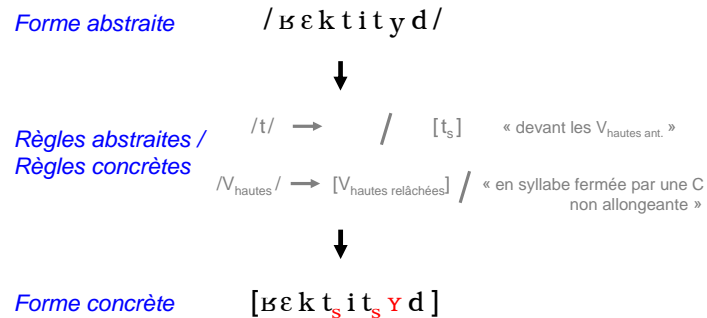 Forme abstraite /ʁɛktityd/
Règles abstraites /
Règles concrètes
/t/ → / [tₛ] « devant les V hautes ant. »
/V hautes/ → [V hautes relâchées] / « en syllabe fermée par une C
non allongeante »
Forme concrète [ʁɛktₛitₛʏd]